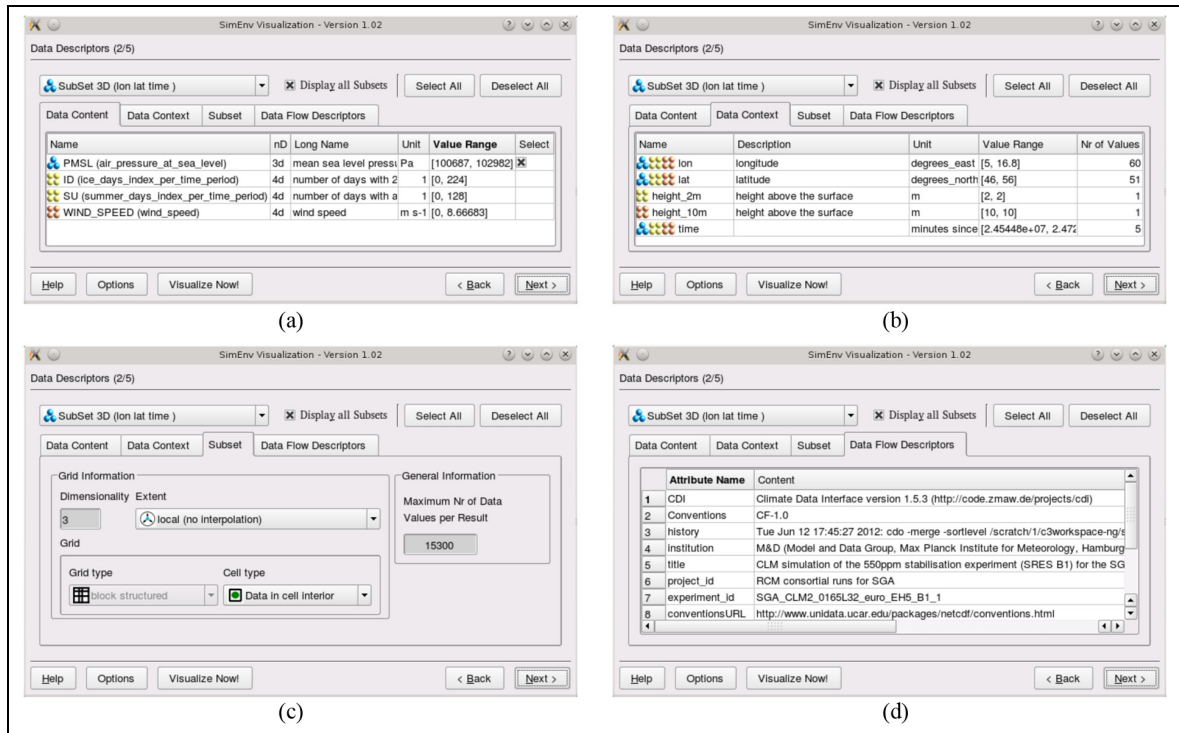 SimEnv Visualization - Version 1.02
Data Descriptors (2/5)
SubSet 3D (lon lat time ) Display all Subsets Select All Deselect All
Data Content Data Context Subset Data Flow Descriptors
Name nD Long Name Unit Value Range Select
PMSL (air_pressure_at_sea_level) 3d mean sea level pressu Pa [100687, 102982]
ID (ice_days_index_per_time_period) 4d number of days with 2 1 [0, 224]
SU (summer_days_index_per_time_period) 4d number of days with a 1 [0, 128]
WIND_SPEED (wind_speed) 4d wind speed m s-1 [0, 8.66683]
Help Options Visualize Now! < Back Next >
(a)
SimEnv Visualization - Version 1.02
Data Descriptors (2/5)
SubSet 3D (lon lat time ) Display all Subsets Select All Deselect All
Data Content Data Context Subset Data Flow Descriptors
Name Description Unit Value Range Nr of Values
lon longitude degrees_east [5, 16.8] 60
lat latitude degrees_north [46, 56] 51
height_2m height above the surface m [2, 2] 1
height_10m height above the surface m [10, 10] 1
time minutes since [2.45448e+07, 2.472 5
Help Options Visualize Now! < Back Next >
(b)
SimEnv Visualization - Version 1.02
Data Descriptors (2/5)
SubSet 3D (lon lat time ) Display all Subsets Select All Deselect All
Data Content Data Context Subset Data Flow Descriptors
Grid Information General Information
Dimensionality Extent Maximum Nr of Data
3 local (no interpolation) Values per Result
Grid 15300
Grid type Cell type
block structured Data in cell interior
Help Options Visualize Now! < Back Next >
(c)
SimEnv Visualization - Version 1.02
Data Descriptors (2/5)
SubSet 3D (lon lat time ) Display all Subsets Select All Deselect All
Data Content Data Context Subset Data Flow Descriptors
Attribute Name Content
1 CDI Climate Data Interface version 1.5.3 (http://code.zmaw.de/projects/cdi)
2 Conventions CF-1.0
3 history Tue Jun 12 17:45:27 2012: cdo -merge -sortlevel /scratch/1/c3workspace-ng/s
4 institution M&D (Model and Data Group, Max Planck Institute for Meteorology, Hamburg
5 title CLM simulation of the 550ppm stabilisation experiment (SRES B1) for the SG
6 project_id RCM consortial runs for SGA
7 experiment_id SGA_CLM2_0165L32_euro_EH5_B1_1
8 conventionsURL http://www.unidata.ucar.edu/packages/netcdf/conventions.html
Help Options Visualize Now! < Back Next >
(d)